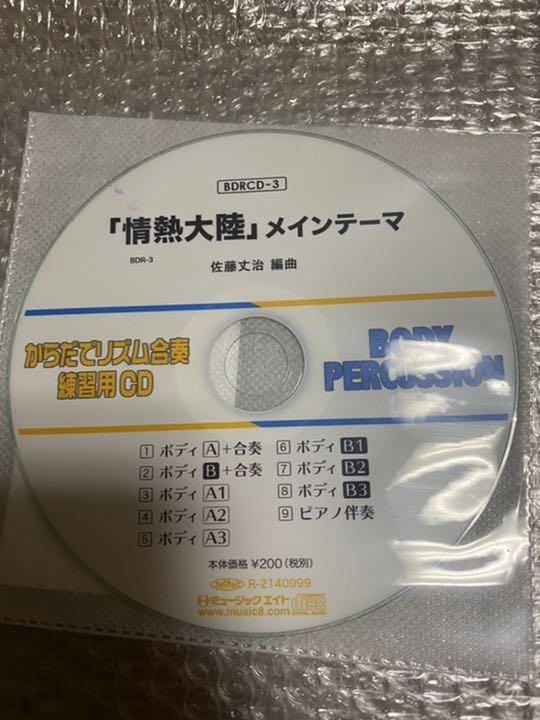 BDRCD-3
「情熱大陸」メインテーマ
BDR-3
佐藤丈治 編曲
からだでリズム合奏
練習用CD
BODY
PERCUSSION
1 ボディ A+合奏
2 ボディ B+合奏
3 ボディ A1
4 ボディ A2
5 ボディ A3
6 ボディ B1
7 ボディ B2
8 ボディ B3
9 ピアノ伴奏
本体価格 ¥200(税別)
R-2140999
ミュージックエイト
www.music8.com